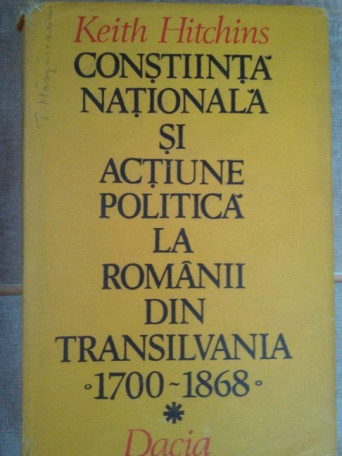 Keith Hitchins
CONȘTIINȚĂ
NAȚIONALĂ
ȘI
ACȚIUNE
POLITICĂ
LA
ROMÂNII
DIN
TRANSILVANIA
•1700~1868•
*
Dacia